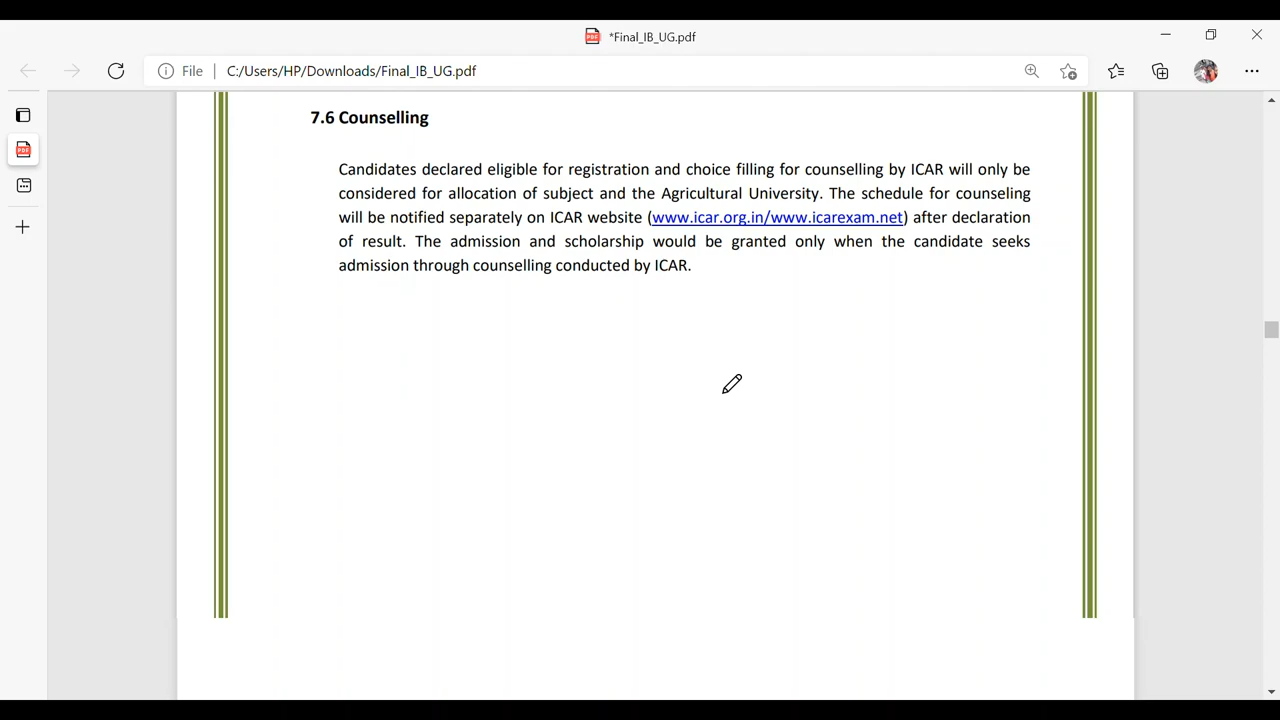 *Final_IB_UG.pdf
File
C:/Users/HP/Downloads/Final_IB_UG.pdf
7.6 Counselling
Candidates declared eligible for registration and choice filling for counselling by ICAR will only be
considered for allocation of subject and the Agricultural University. The schedule for counseling
will be notified separately on ICAR website (www.icar.org.in/www.icarexam.net) after declaration
of result. The admission and scholarship would be granted only when the candidate seeks
admission through counselling conducted by ICAR.